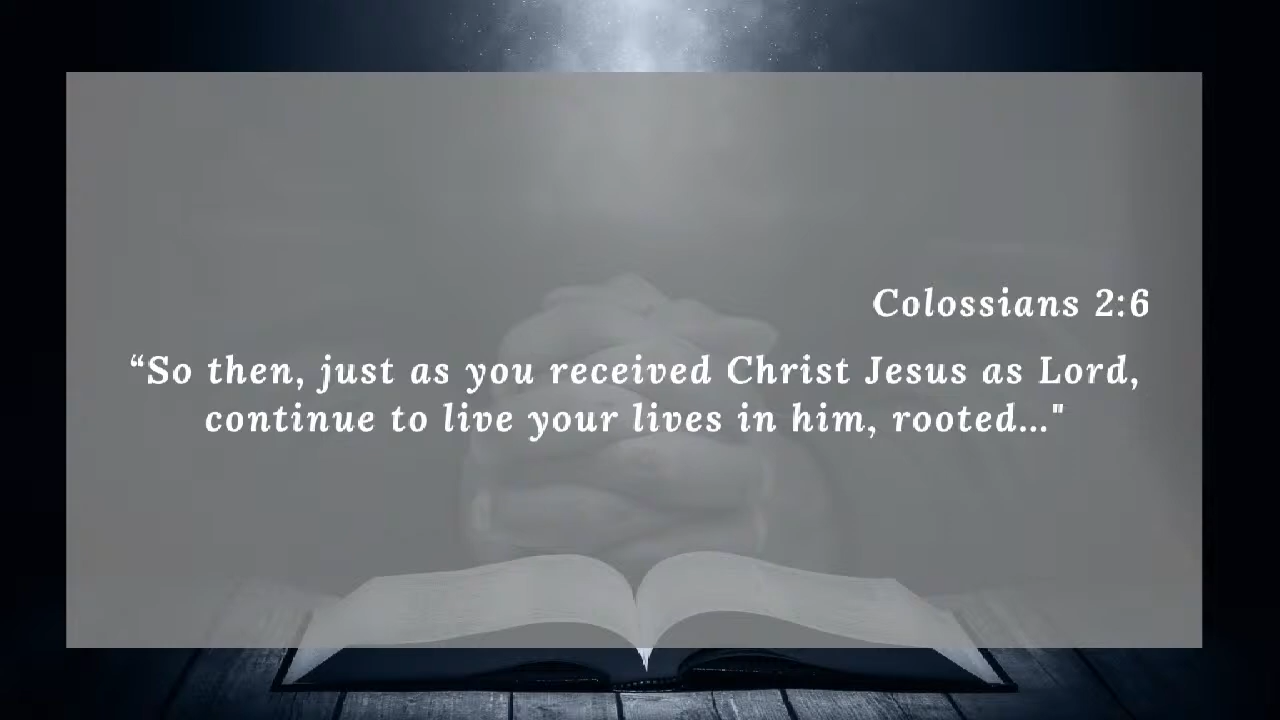 Colossians 2:6
“So then, just as you received Christ Jesus as Lord,
continue to live your lives in him, rooted..."